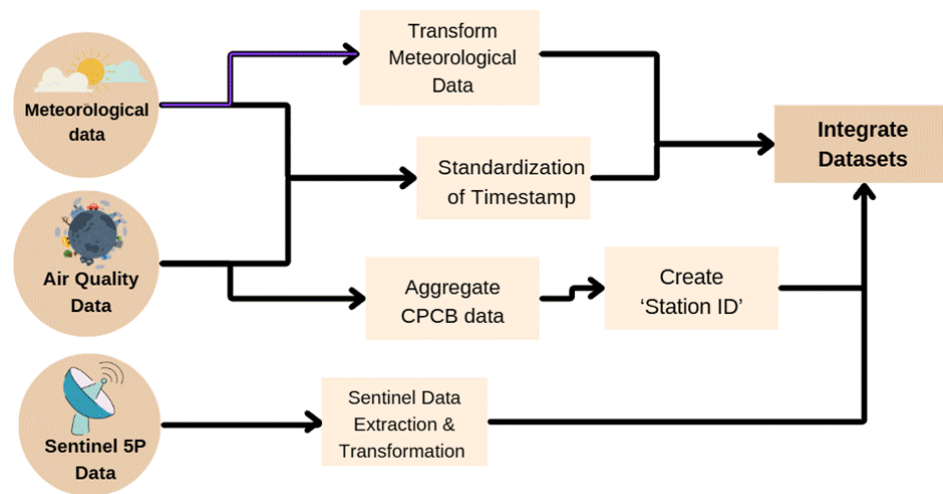 Meteorological
data
Transform
Meteorological
Data
Integrate
Datasets
Standardization
of Timestamp
Air Quality
Data
Aggregate
CPCB data
Create
‘Station ID’
Sentinel 5P
Data
Sentinel Data
Extraction &
Transformation